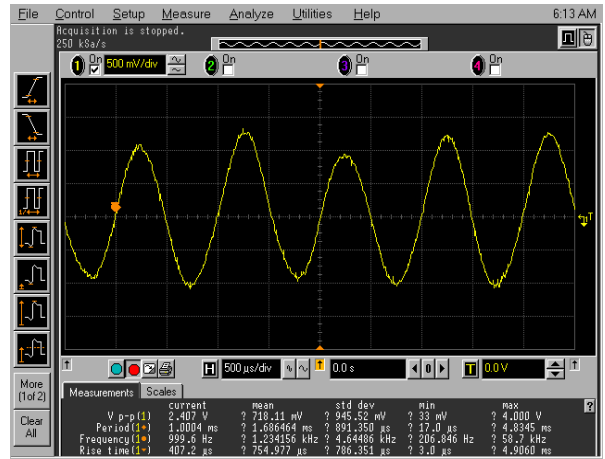 File Control Setup Measure Analyze Utilities Help 6:13 AM
Acquisition is stopped.
250 kSa/s
1 On 500 mV/div 2 On 3 On 4 On
T
H 500 µs/div T 0.0 s 0 T 0.0 V
More
(1 of 2)
Clear
All
Measurements Scales ?
current mean std dev min max
V p-p(1) 2.407 V ? 718.11 mV ? 945.52 mV ? 33 mV ? 4.000 V
Period(1) 1.0004 ms ? 1.686464 ms ? 891.350 µs ? 17.0 µs ? 4.8345 ms
Frequency(1) 999.6 Hz ? 1.234156 kHz ? 4.64486 kHz ? 206.846 Hz ? 58.7 kHz
Rise time(1) 407.2 µs ? 754.977 µs ? 786.351 µs ? 3.0 µs ? 4.9060 ms